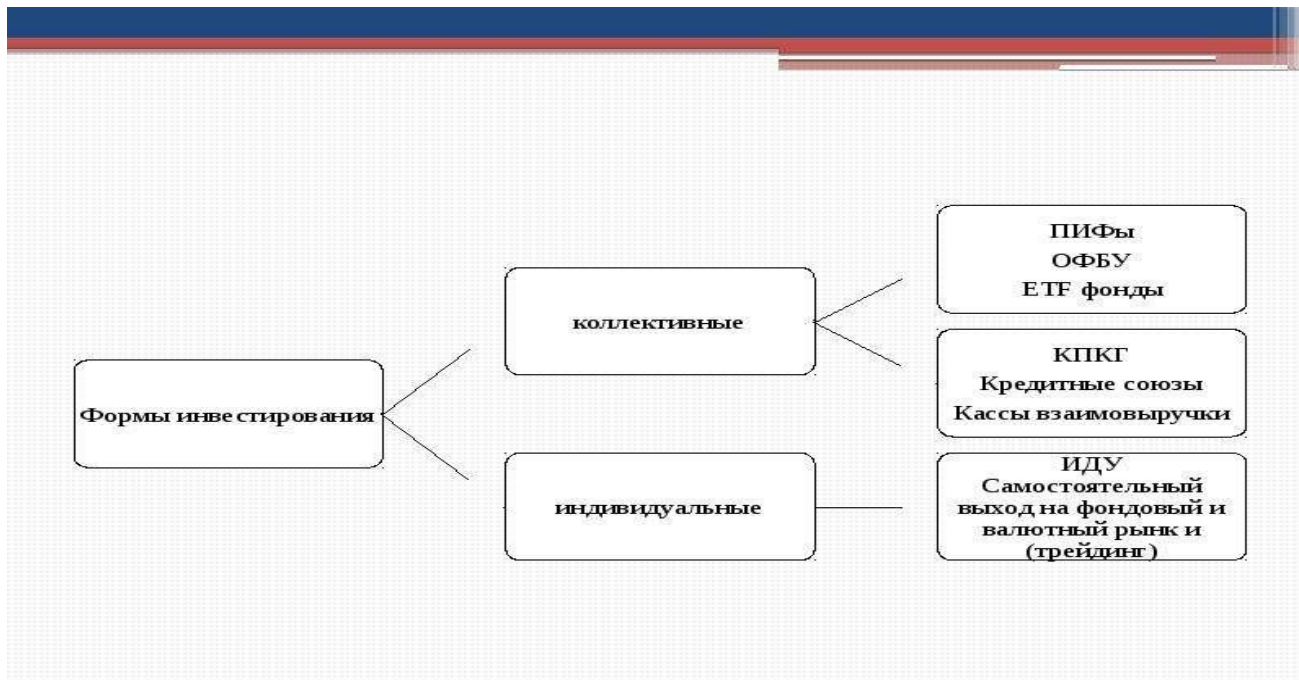 Формы инвестирования
коллективные
индивидуальные
ПИФы
ОФБУ
ETF фонды
КПКГ
Кредитные союзы
Кассы взаимовыручки
ИДУ
Самостоятельный
выход на фондовый и
валютный рынк и
(трейдинг)